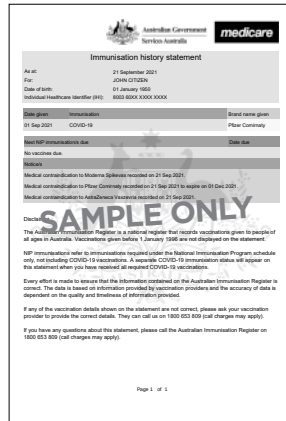 Australian Government
Services Australia
medicare
Immunisation history statement
As at: 21 September 2021
For: JOHN CITIZEN
Date of birth: 01 January 1950
Individual Healthcare Identifier (IHI): 8003 60XX XXXX XXXX
Date given Immunisation Brand name given
01 Sep 2021 COVID-19 Pfizer Comirnaty
Next NIP immunisation/s due Date due
No vaccines due.
Notice/s
Medical contraindication to Moderna Spikevax recorded on 21 Sep 2021.
Medical contraindication to Pfizer Comirnaty recorded on 21 Sep 2021 to expire on 01 Dec 2021.
Medical contraindication to AstraZeneca Vaxzevria recorded on 21 Sep 2021.
SAMPLE ONLY
The Australian Immunisation Register is a national register that records vaccinations given to people of
all ages in Australia. Vaccinations given before 1 January 1996 are not displayed on the statement.
NIP immunisations refer to immunisations required under the National Immunisation Program schedule
only, not including COVID-19 vaccinations. A separate COVID-19 immunisation status will appear on
this statement when you have received all required COVID-19 vaccinations.
Every effort is made to ensure that the information contained on the Australian Immunisation Register is
correct. The data is based on information provided by vaccination providers and the accuracy of data is
dependent on the quality and timeliness of information provided.
If any of the vaccination details shown on the statement are not correct, please ask your vaccination
provider to provide the correct details. They can call us on 1800 653 809 (call charges may apply).
If you have any questions about this statement, please call the Australian Immunisation Register on
1800 653 809 (call charges may apply).
Page 1 of 1